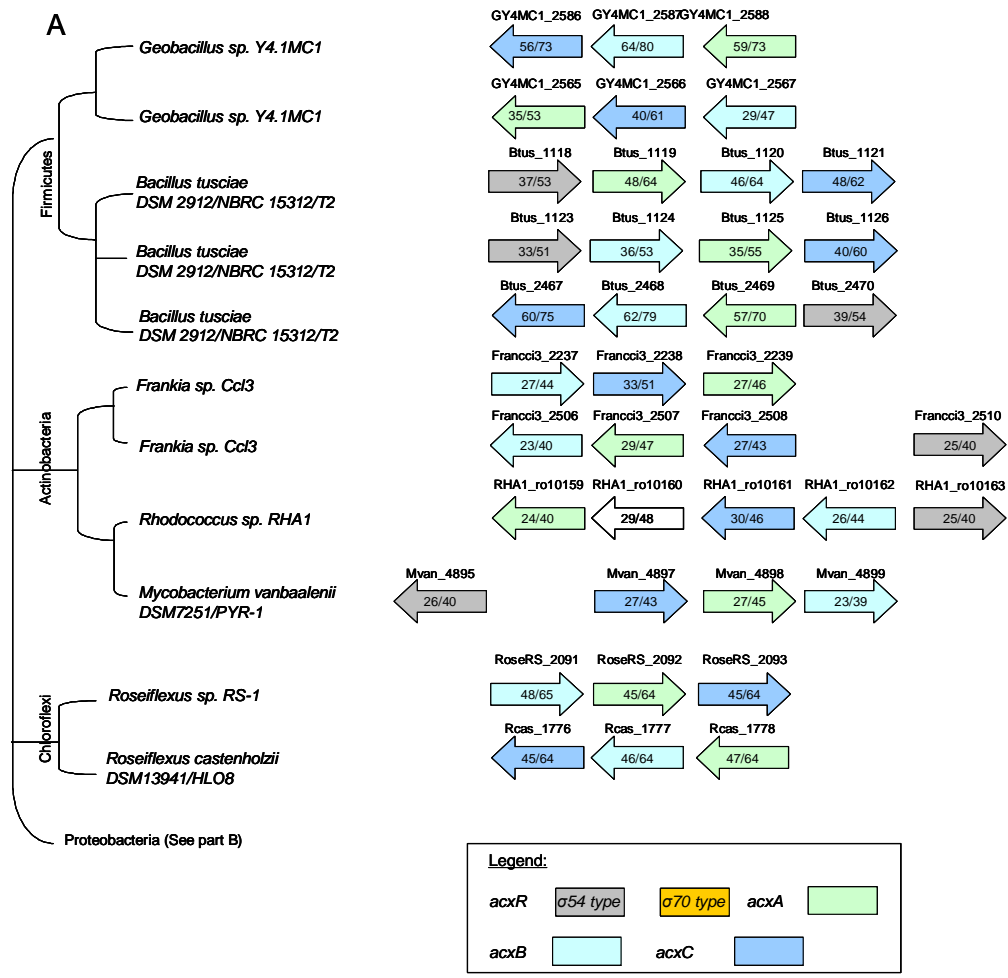 A
GY4MC1_2586 GY4MC1_2587 GY4MC1_2588
Geobacillus sp. Y4.1MC1
56/73 64/80 59/73
GY4MC1_2565 GY4MC1_2566 GY4MC1_2567
Geobacillus sp. Y4.1MC1
35/53 40/61 29/47
Firmicutes
Btus_1118 Btus_1119 Btus_1120 Btus_1121
Bacillus tusciae
DSM 2912/NBRC 15312/T2
37/53 48/64 46/64 48/62
Btus_1123 Btus_1124 Btus_1125 Btus_1126
Bacillus tusciae
DSM 2912/NBRC 15312/T2
33/51 36/53 35/55 40/60
Btus_2467 Btus_2468 Btus_2469 Btus_2470
Bacillus tusciae
DSM 2912/NBRC 15312/T2
60/75 62/79 57/70 39/54
Francci3_2237 Francci3_2238 Francci3_2239
Frankia sp. CcI3
27/44 33/51 27/46
Francci3_2506 Francci3_2507 Francci3_2508 Francci3_2510
Frankia sp. CcI3
23/40 29/47 27/43 25/40
Actinobacteria
RHA1_ro10159 RHA1_ro10160 RHA1_ro10161 RHA1_ro10162 RHA1_ro10163
Rhodococcus sp. RHA1
24/40 29/48 30/46 26/44 25/40
Mvan_4895 Mvan_4897 Mvan_4898 Mvan_4899
Mycobacterium vanbaalenii
DSM7251/PYR-1
26/40 27/43 27/45 23/39
RoseRS_2091 RoseRS_2092 RoseRS_2093
Roseiflexus sp. RS-1
48/65 45/64 45/64
Chloroflexi
Rcas_1776 Rcas_1777 Rcas_1778
Roseiflexus castenholzii
DSM13941/HLO8
45/64 46/64 47/64
Proteobacteria (See part B)
Legend:
acxR σ54 type σ70 type acxA
acxB acxC